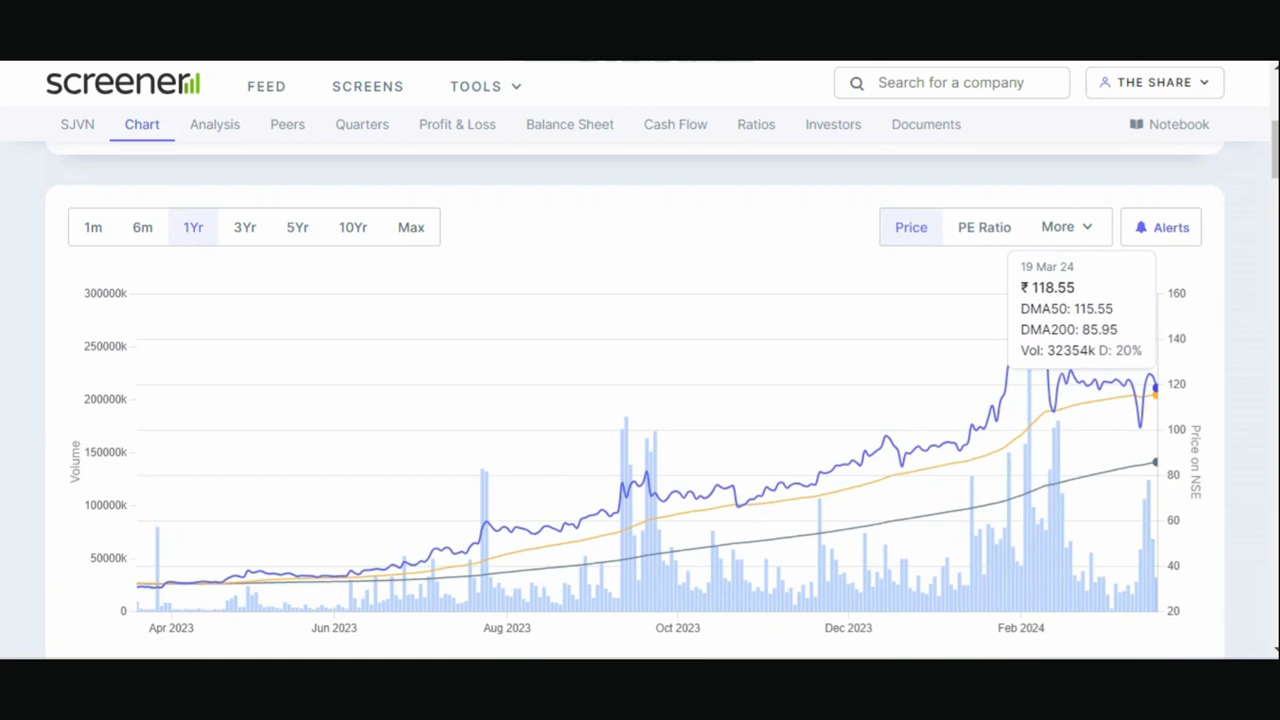 screener
FEED
SCREENS
TOOLS
Search for a company
THE SHARE
SJVN
Chart
Analysis
Peers
Quarters
Profit & Loss
Balance Sheet
Cash Flow
Ratios
Investors
Documents
Notebook
1m
6m
1Yr
3Yr
5Yr
10Yr
Max
Price
PE Ratio
More
Alerts
19 Mar 24
₹ 118.55
DMA50: 115.55
DMA200: 85.95
Vol: 32354k D: 20%
300000k
250000k
200000k
150000k
100000k
50000k
0
Volume
160
140
120
100
80
60
40
20
Price on NSE
Apr 2023
Jun 2023
Aug 2023
Oct 2023
Dec 2023
Feb 2024